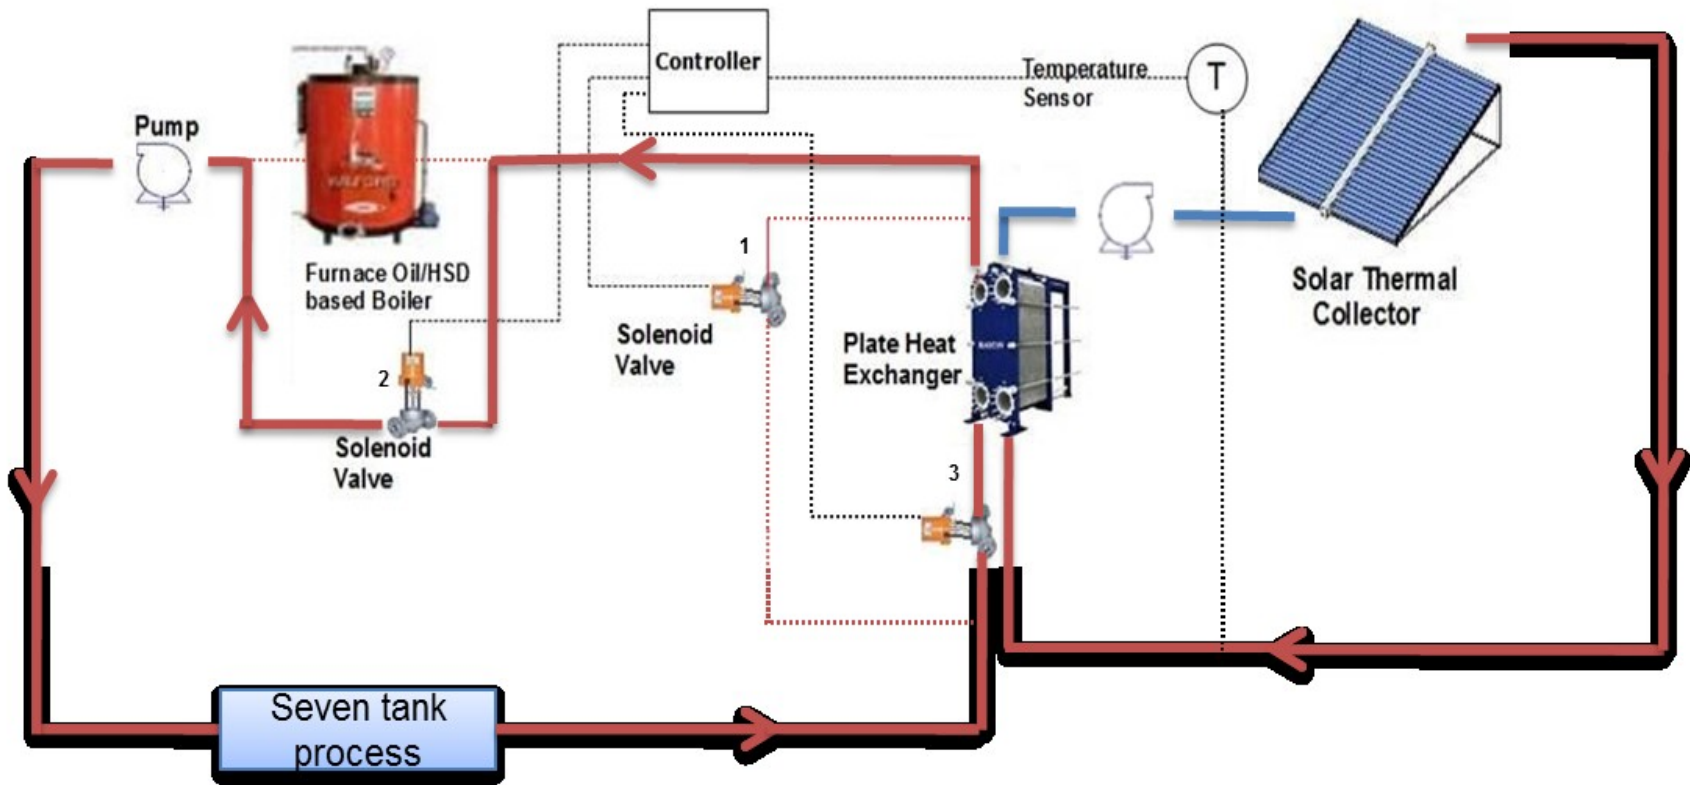 Controller
T
Temperature
Sensor
Pump
Furnace Oil/HSD
based Boiler
1
Solenoid
Valve
2
Solenoid
Valve
Plate Heat
Exchanger
3
Solar Thermal
Collector
Seven tank
process